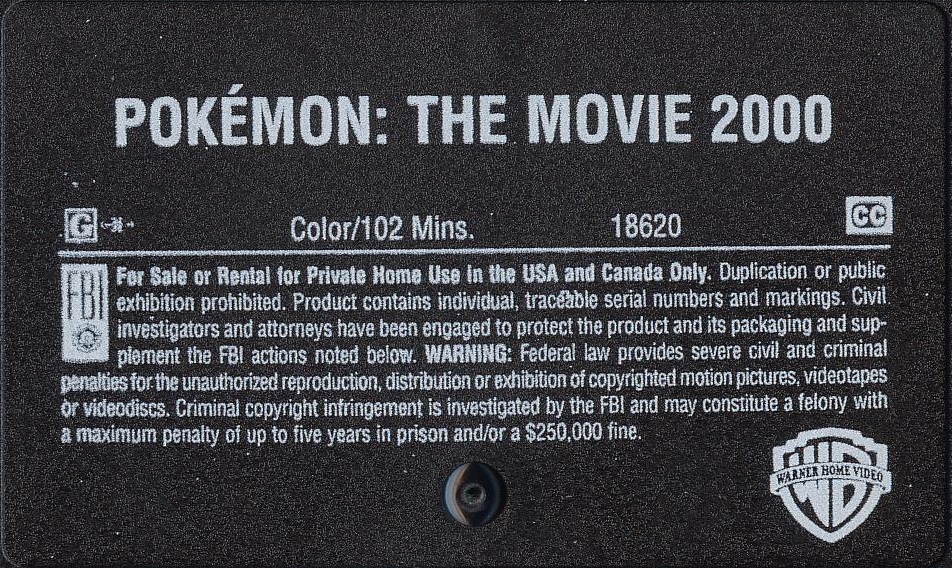 POKÉMON: THE MOVIE 2000
G Color/102 Mins. 18620 CC
FBI For Sale or Rental for Private Home Use in the USA and Canada Only. Duplication or public
exhibition prohibited. Product contains individual, traceable serial numbers and markings. Civil
investigators and attorneys have been engaged to protect the product and its packaging and sup-
plement the FBI actions noted below. WARNING: Federal law provides severe civil and criminal
penalties for the unauthorized reproduction, distribution or exhibition of copyrighted motion pictures, videotapes
or videodiscs. Criminal copyright infringement is investigated by the FBI and may constitute a felony with
a maximum penalty of up to five years in prison and/or a $250,000 fine.
WB
WARNER HOME VIDEO